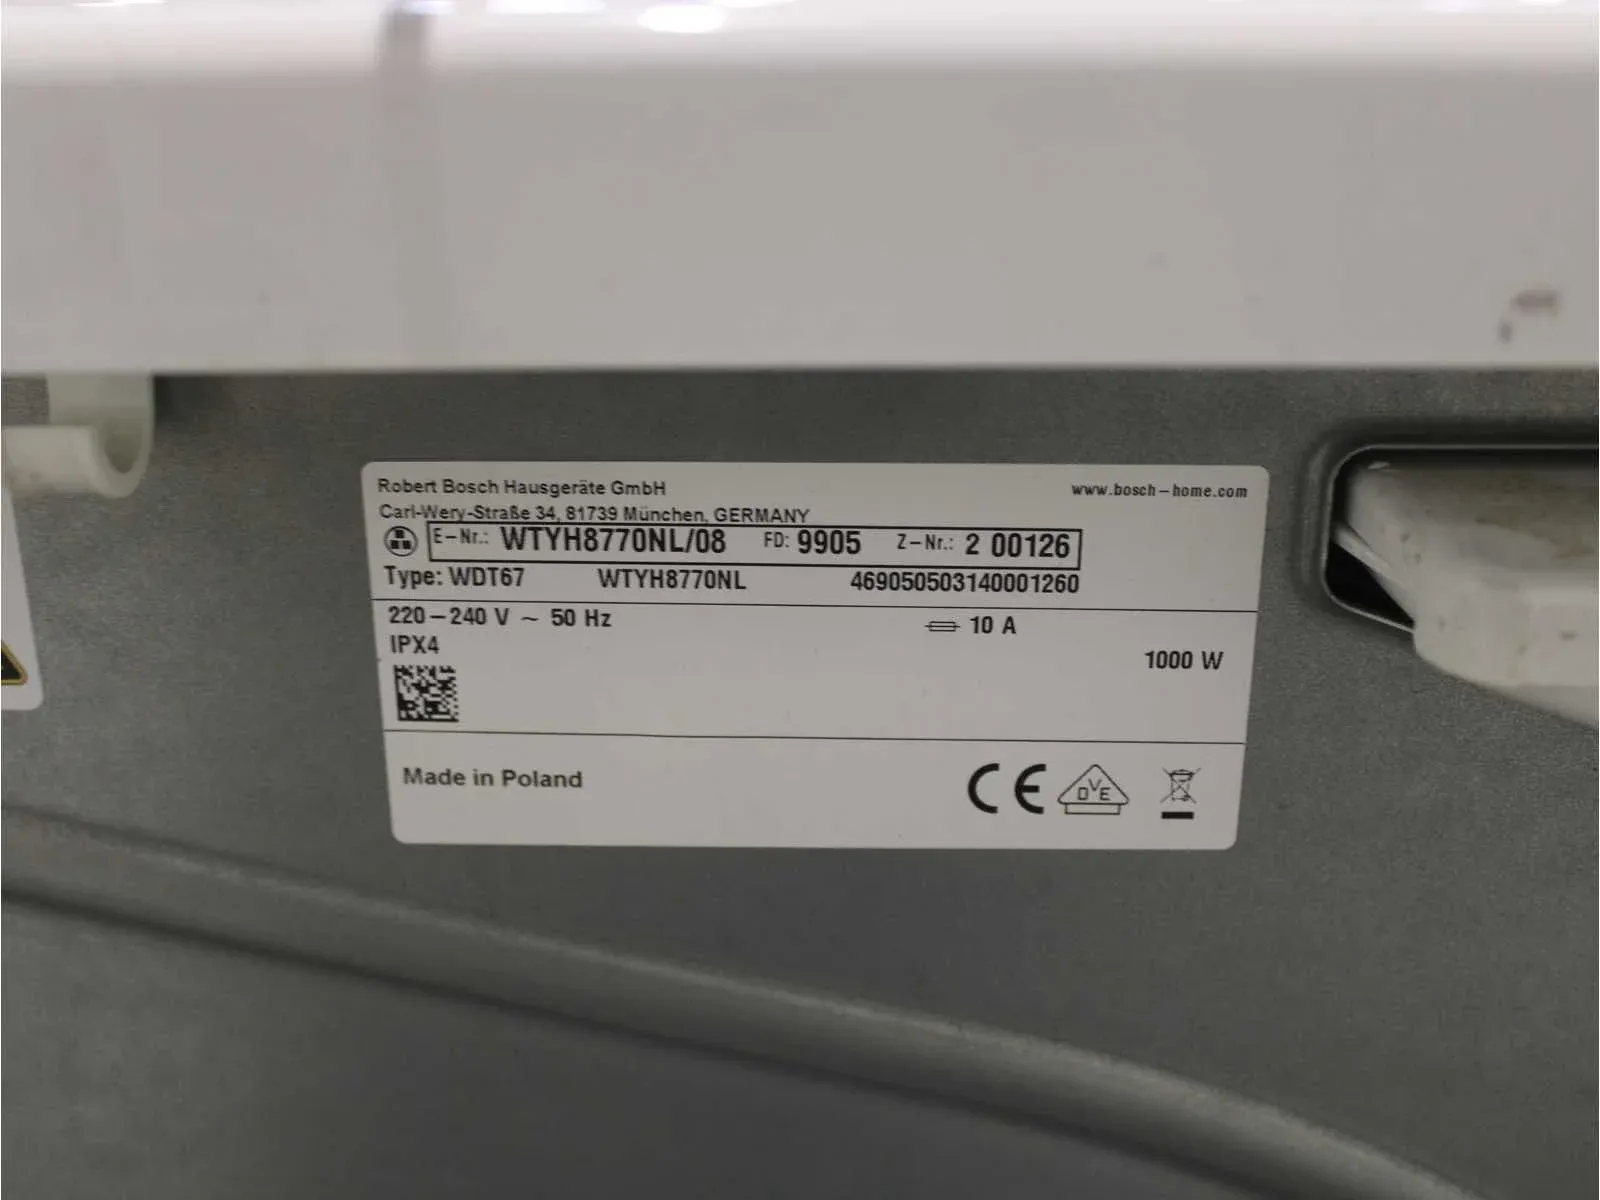 Robert Bosch Hausgeräte GmbH
www.bosch-home.com
Carl-Wery-Straße 34, 81739 München, GERMANY
E-Nr.: WTYH8770NL/08 FD: 9905 Z-Nr.: 2 00126
Type: WDT67 WTYH8770NL 469050503140001260
220-240 V ~ 50 Hz 10 A
IPX4
1000 W
Made in Poland
CE DVE